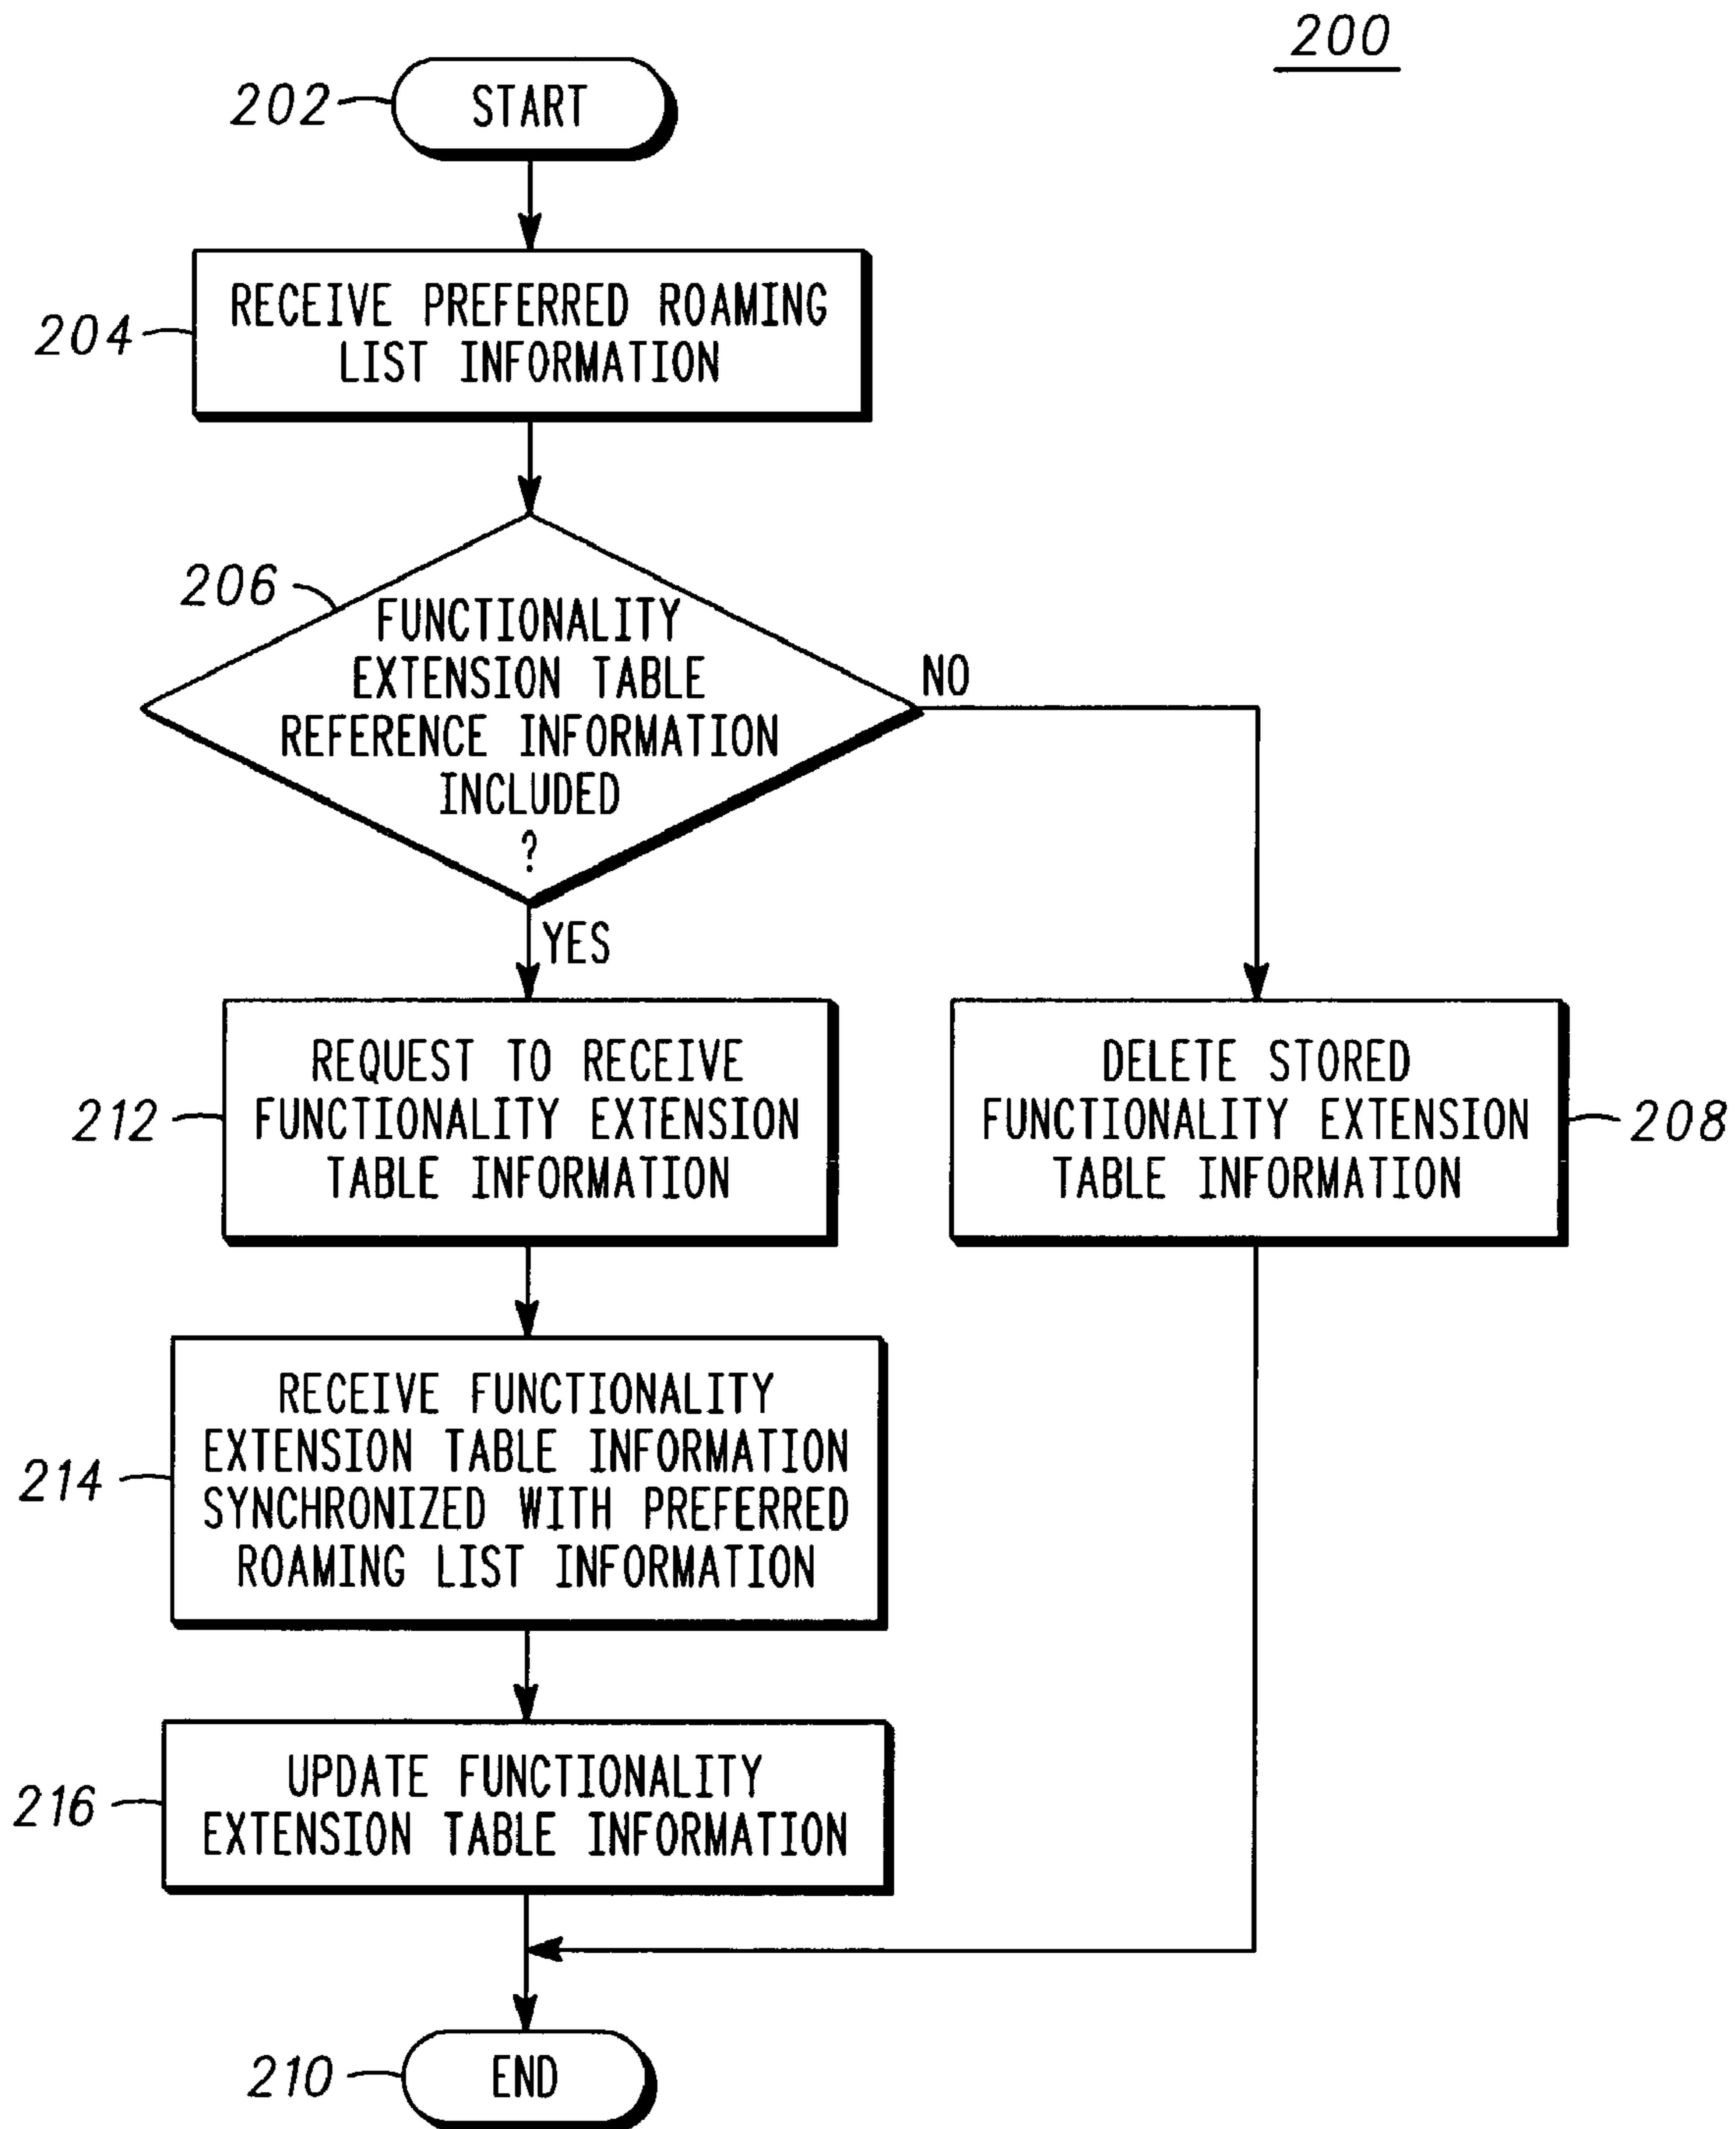 200
202
START
204
RECEIVE PREFERRED ROAMING
LIST INFORMATION
206
FUNCTIONALITY
EXTENSION TABLE
REFERENCE INFORMATION
INCLUDED
?
NO
YES
212
REQUEST TO RECEIVE
FUNCTIONALITY EXTENSION
TABLE INFORMATION
DELETE STORED
FUNCTIONALITY EXTENSION
TABLE INFORMATION
208
214
RECEIVE FUNCTIONALITY
EXTENSION TABLE INFORMATION
SYNCHRONIZED WITH PREFERRED
ROAMING LIST INFORMATION
216
UPDATE FUNCTIONALITY
EXTENSION TABLE INFORMATION
210
END